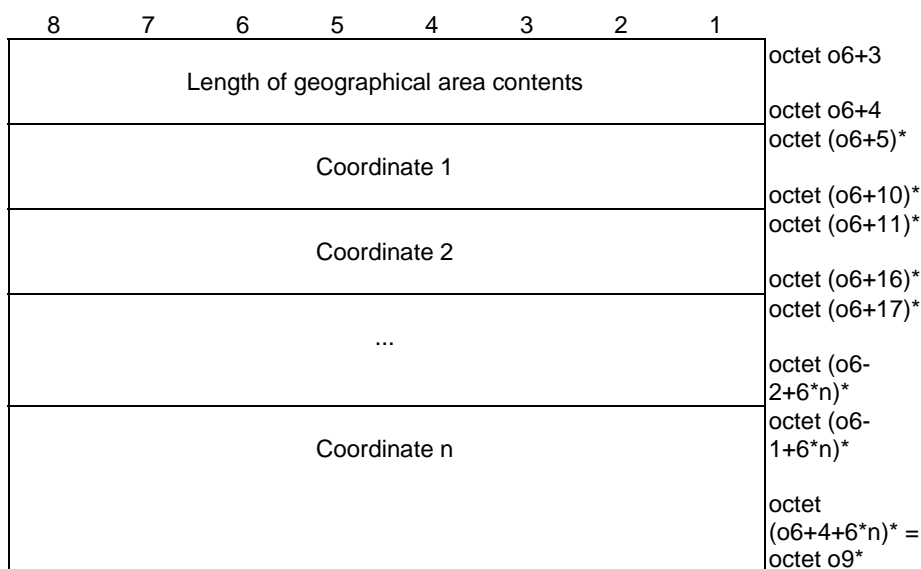 8 7 6 5 4 3 2 1
octet o6+3
Length of geographical area contents
octet o6+4
octet (o6+5)*
Coordinate 1
octet (o6+10)*
octet (o6+11)*
Coordinate 2
octet (o6+16)*
octet (o6+17)*
...
octet (o6-
2+6*n)*
octet (o6-
Coordinate n
1+6*n)*
octet
(o6+4+6*n)* =
octet o9*